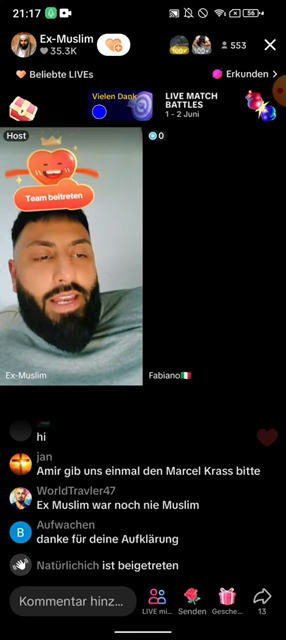 21:17
56
Ex-Muslim
35.3K
100+
553
Beliebte LIVEs
Erkunden >
Vielen Dank
LIVE MATCH
BATTLES
1 - 2 Juni
Host
0
Team beitreten
Ex-Muslim
Fabiano
hi
jan
Amir gib uns einmal den Marcel Krass bitte
WorldTravler47
Ex Muslim war noch nie Muslim
B
Aufwachen
danke für deine Aufklärung
Natürlichich ist beigetreten
Kommentar hinz...
LIVE mi...
Senden
Gesche...
13